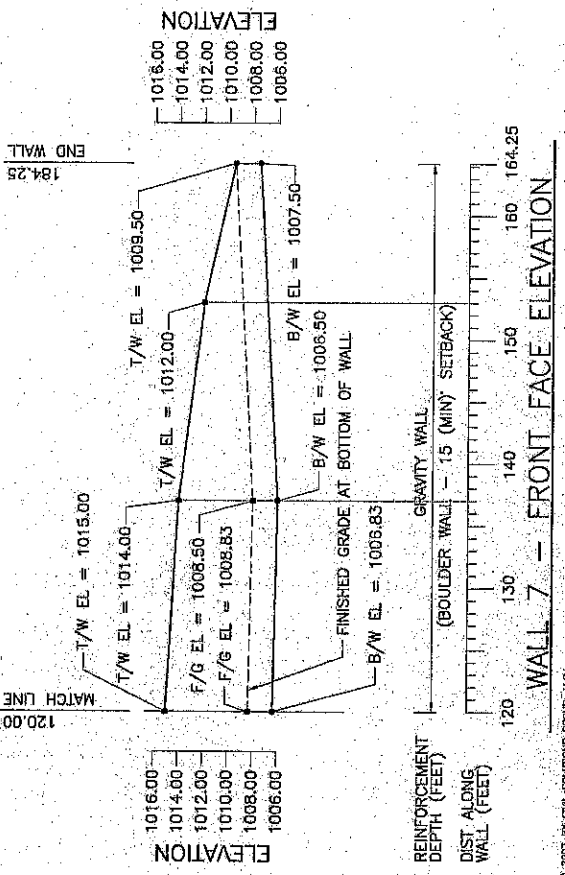 120.00
MATCH LINE
184.25
END WALL
T/W EL = 1015.00
T/W EL = 1014.00
T/W EL = 1012.00
T/W EL = 1009.50
F/G EL = 1008.50
F/G EL = 1008.83
FINISHED GRADE AT BOTTOM OF WALL
B/W EL = 1006.83
B/W EL = 1006.50
B/W EL = 1007.50
ELEVATION
1016.00
1014.00
1012.00
1010.00
1008.00
1006.00
ELEVATION
1016.00
1014.00
1012.00
1010.00
1008.00
1006.00
REINFORCEMENT
DEPTH (FEET)
GRAVITY WALL
(BOULDER WALL - 15 (MIN) SETBACK)
DIST ALONG
WALL (FEET)
120 130 140 150 160 164.25
WALL 7 - FRONT FACE ELEVATION